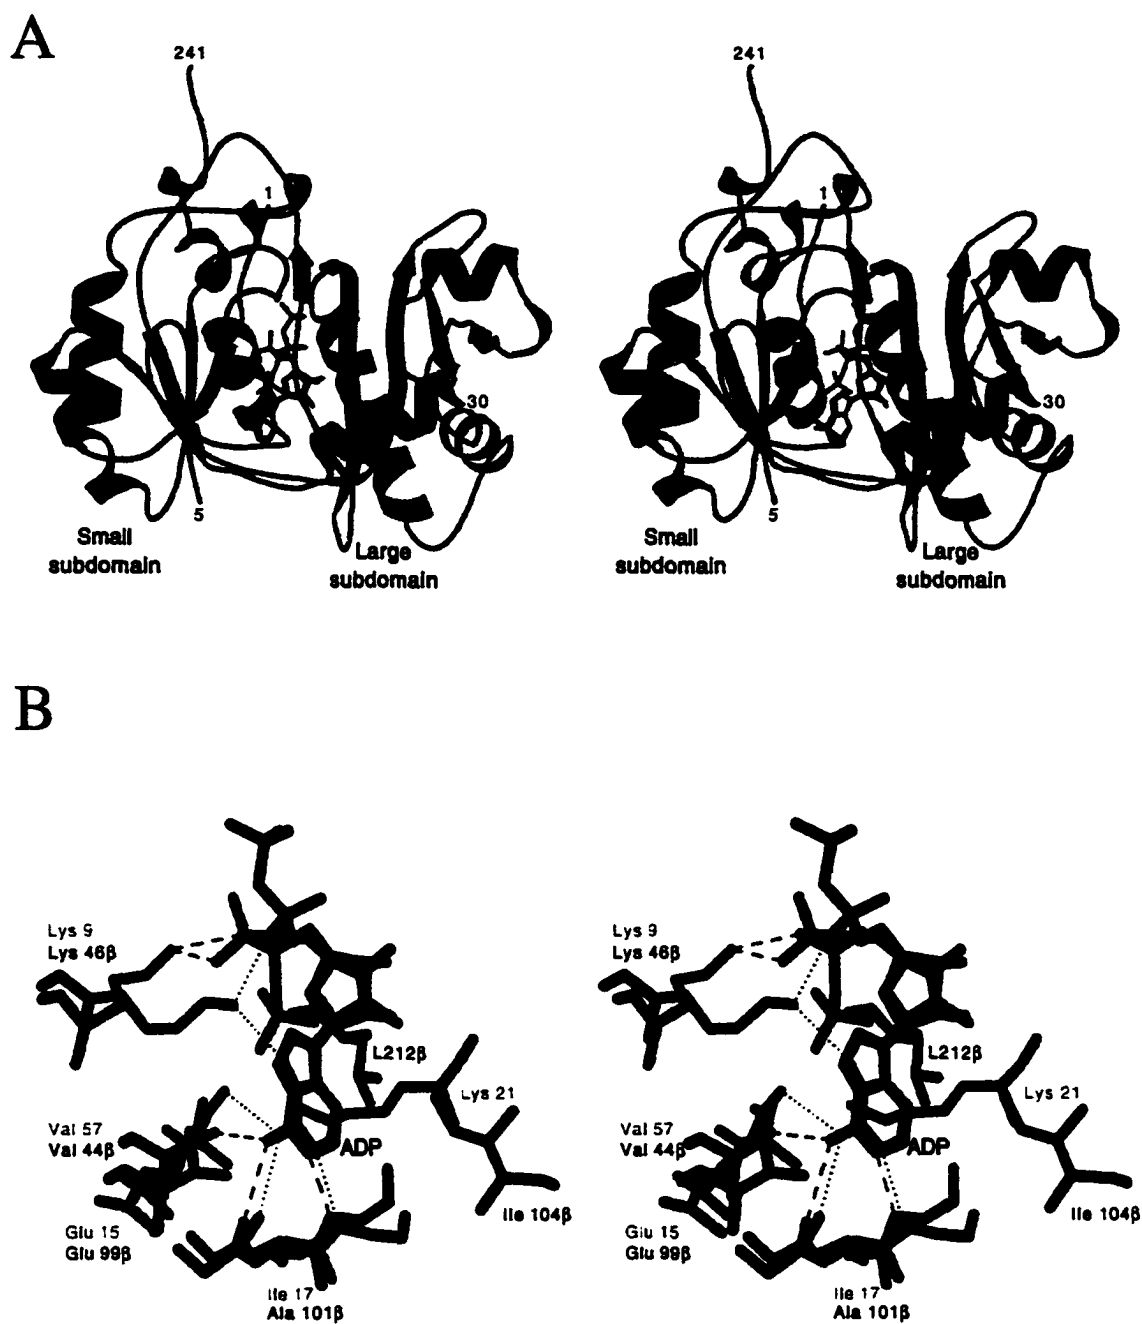 A
241
241
1
1
30
30
5
5
Small
subdomain
Large
subdomain
Small
subdomain
Large
subdomain
B
Lys 9
Lys 46β
Lys 9
Lys 46β
L212β
L212β
Lys 21
Lys 21
Val 57
Val 44β
Val 57
Val 44β
ADP
ADP
Ile 104β
Ile 104β
Glu 15
Glu 99β
Glu 15
Glu 99β
Ile 17
Ala 101β
Ile 17
Ala 101β